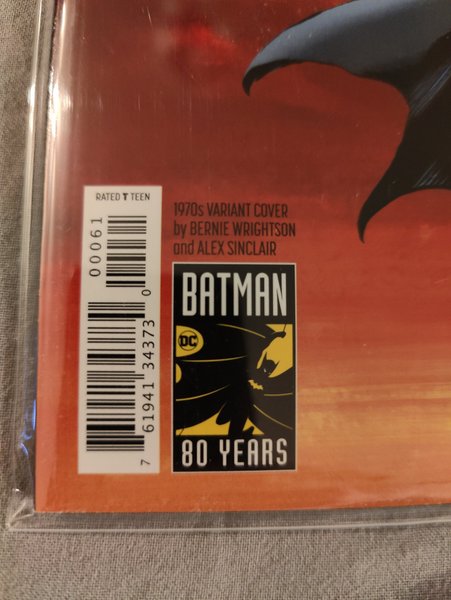 RATED T TEEN
00061
7 61941 34373 0
1970s VARIANT COVER
by BERNIE WRIGHTSON
and ALEX SINCLAIR
BATMAN
DC
80 YEARS